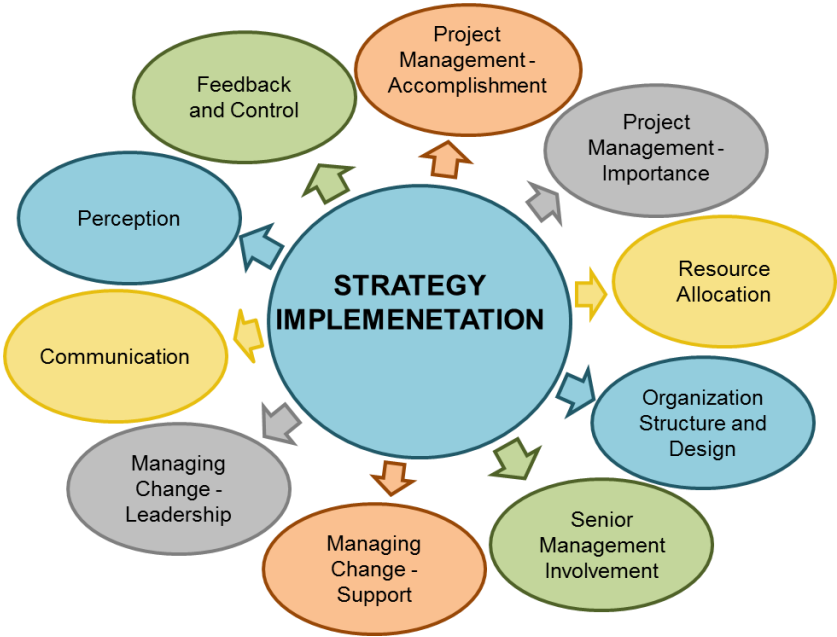 Project
Management -
Accomplishment
Feedback
and Control
Project
Management -
Importance
Perception
Resource
Allocation
STRATEGY
IMPLEMENETATION
Communication
Organization
Structure and
Design
Managing
Change -
Leadership
Senior
Management
Involvement
Managing
Change -
Support